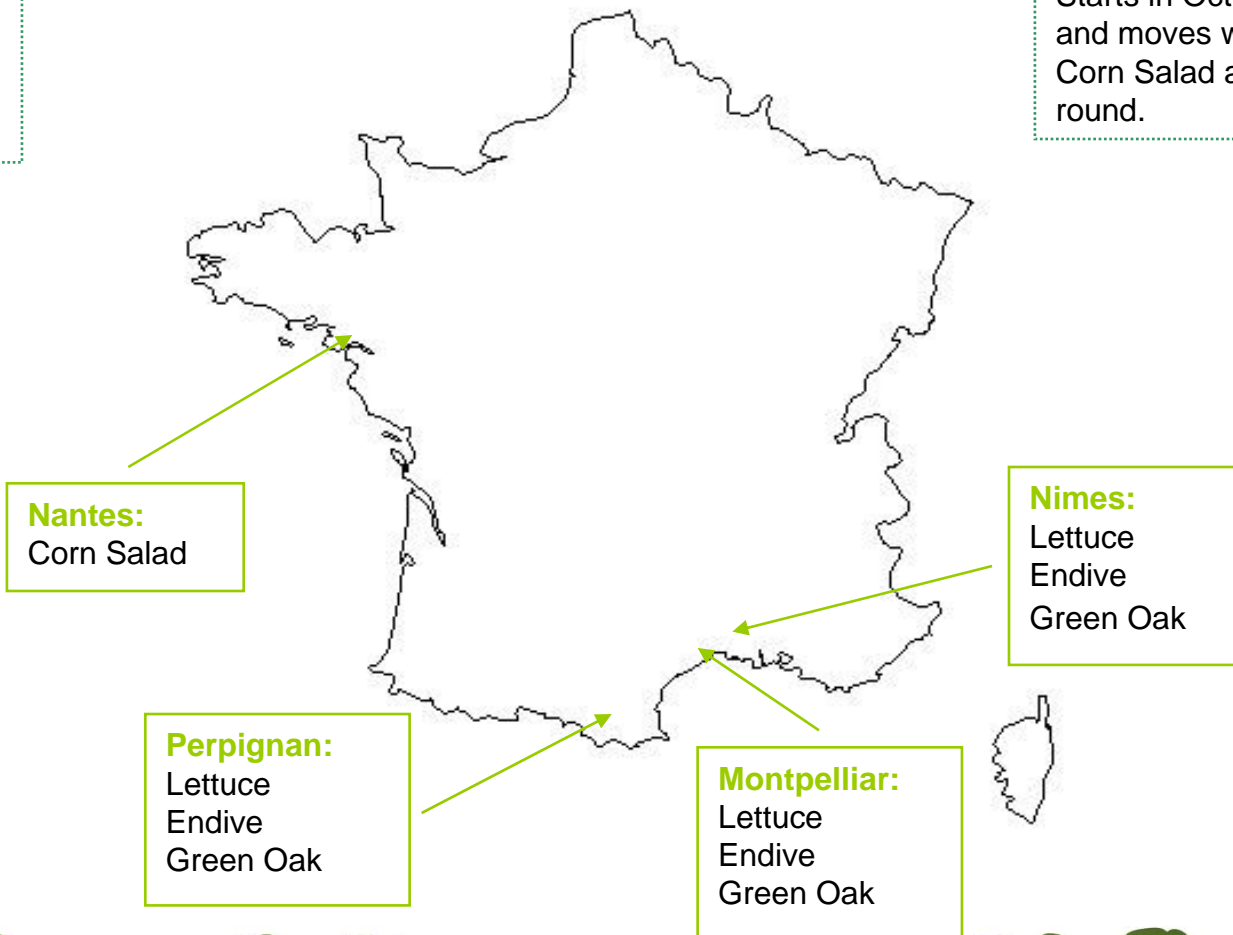 and moves
Corn Salad
round.
Nantes:
Corn Salad
Nimes:
Lettuce
Endive
Green Oak
Perpignan:
Lettuce
Endive
Green Oak
Montpelliar:
Lettuce
Endive
Green Oak